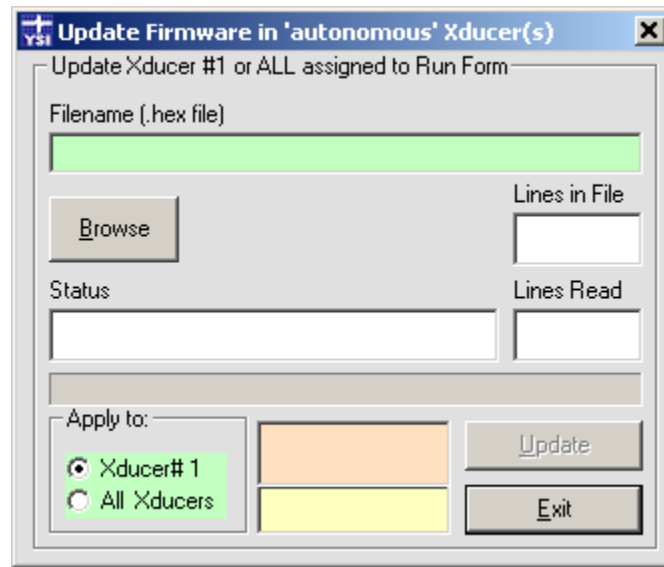 YSI Update Firmware in 'autonomous' Xducer(s)
Update Xducer #1 or ALL assigned to Run Form
Filename (.hex file)
Lines in File
Browse
Status
Lines Read
Apply to:
Xducer# 1
Update
All Xducers
Exit